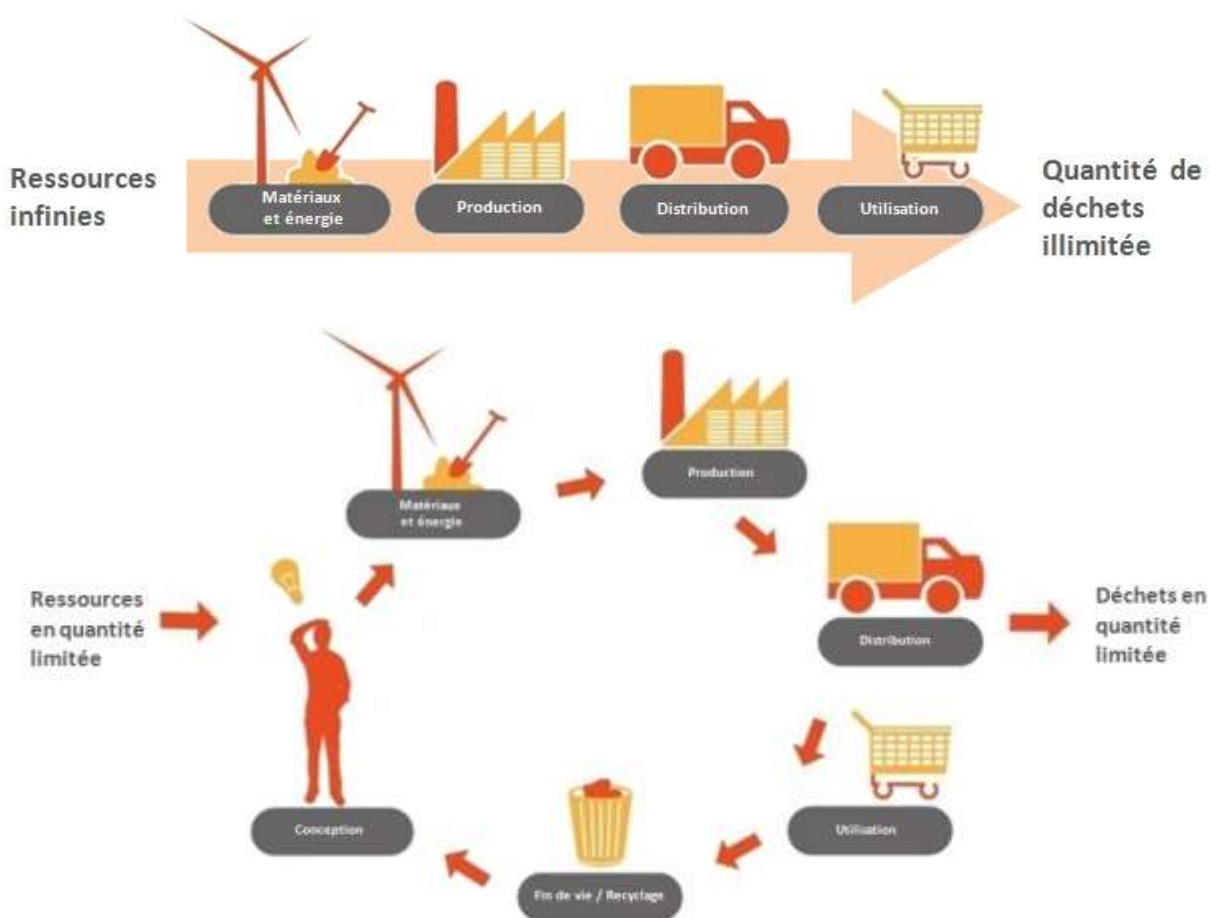 Ressources
infinies
Matériaux
et énergie
Production
Distribution
Utilisation
Quantité de
déchets
illimitée
Matériaux
et énergie
Production
Ressources
en quantité
limitée
Distribution
Déchets en
quantité
limitée
Conception
Utilisation
Fin de vie / Recyclage